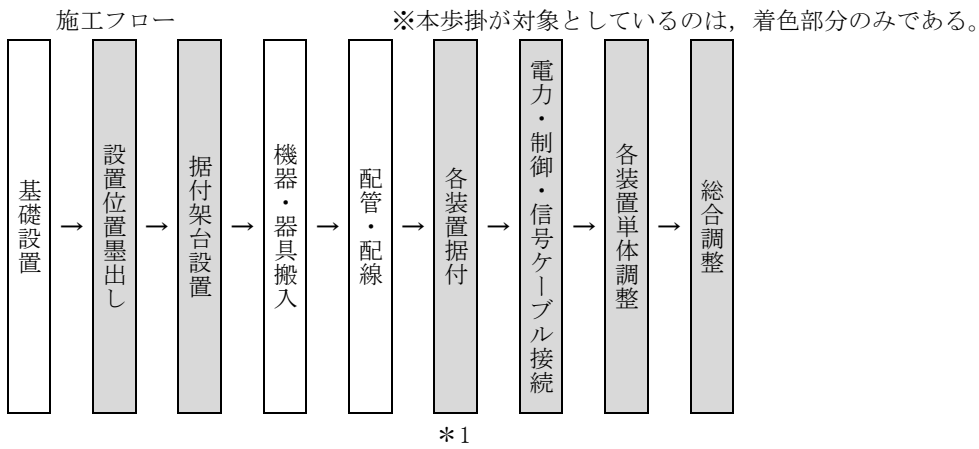 施工フロー
※本歩掛が対象としているのは，着色部分のみである。
基礎設置
→
設置位置墨出し
→
据付架台設置
→
機器・器具搬入
→
配管・配線
→
各装置据付
→
電力・制御・信号ケーブル接続
→
各装置単体調整
→
総合調整
＊1